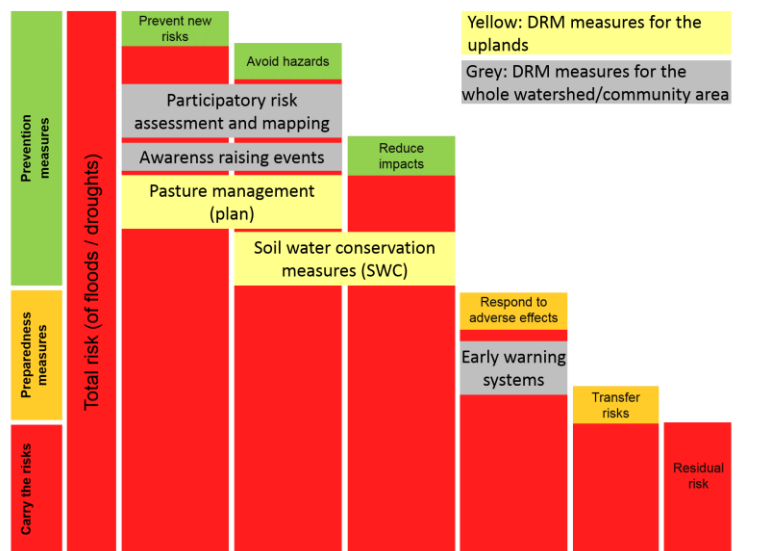 Prevent new
risks
Avoid hazards
Yellow: DRM measures for the
uplands
Grey: DRM measures for the
whole watershed/community area
Participatory risk
assessment and mapping
Awarenss raising events
Reduce
impacts
Pasture management
(plan)
Soil water conservation
measures (SWC)
Prevention
measures
Total risk (of floods / droughts)
Respond to
adverse effects
Early warning
systems
Preparedness
measures
Transfer
risks
Carry the risks
Residual
risk